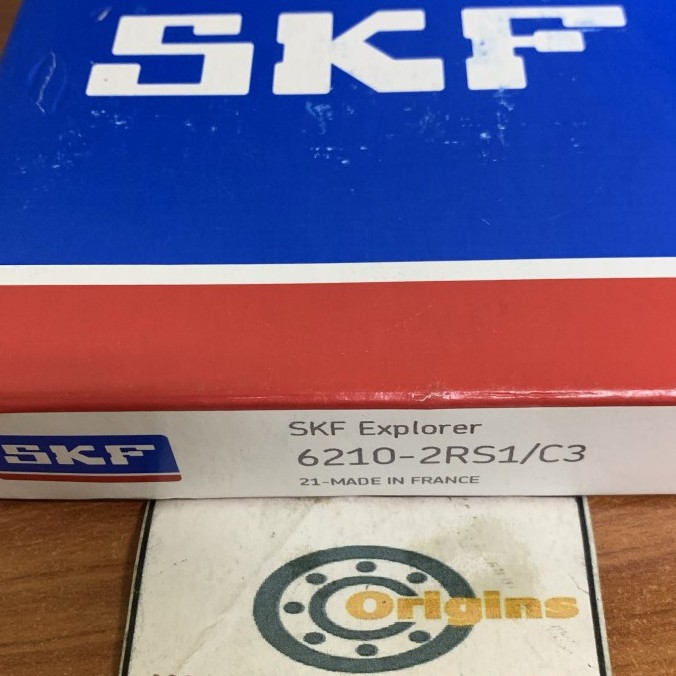 SKF
SKF
SKF Explorer
6210-2RS1/C3
21-MADE IN FRANCE
Origins